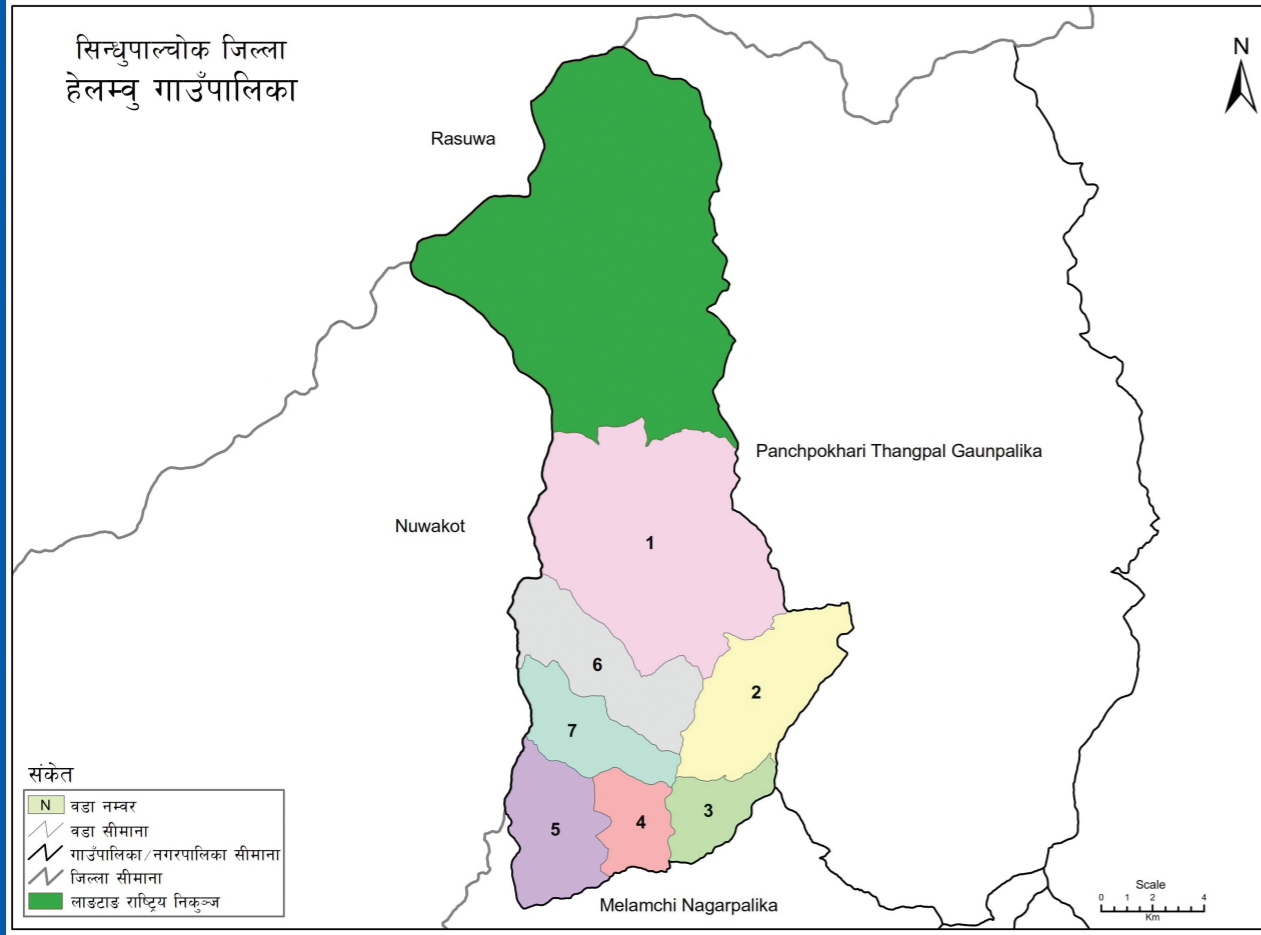 सिन्धुपाल्चोक जिल्ला
हेलम्वु गाउँपालिका
N
Rasuwa
Panchpokhari Thangpal Gaunpalika
Nuwakot
1
6
2
7
3
5
4
Melamchi Nagarpalika
संकेत
N वडा नम्वर
वडा सीमाना
गाउँपालिका/नगरपालिका सीमाना
जिल्ला सीमाना
लाङटाङ राष्ट्रिय निकुञ्ज
Scale
0 1 2 4
Km